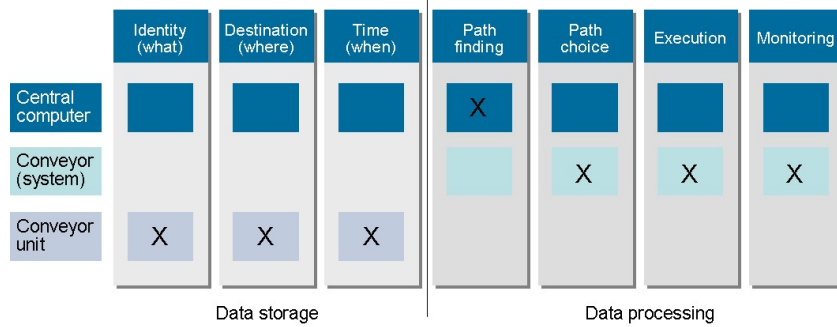 Identity
(what)
Destination
(where)
Time
(when)
Path
finding
Path
choice
Execution
Monitoring
Central
computer
X
Conveyor
(system)
X
X
X
Conveyor
unit
X
X
X
Data storage
Data processing